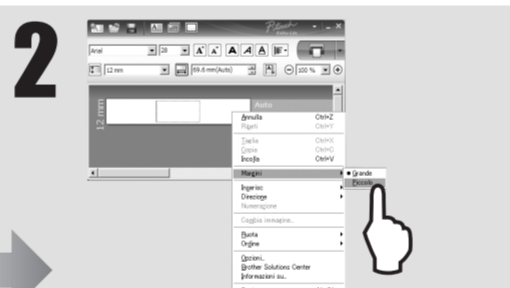 2
P-touch
Arial 28 A A A A A
12 mm 89.6 mm(Auto) 100 %
12 mm
Auto
Annulla Ctrl+Z
Ripeti Ctrl+Y
Taglia Ctrl+X
Copia Ctrl+C
Incolla Ctrl+V
Margini
Grande
Piccolo
Inserisci
Direzione
Numerazione
Cambia immagine..
Ruota
Ordine
Opzioni..
Brother Solutions Center
Informazioni su..